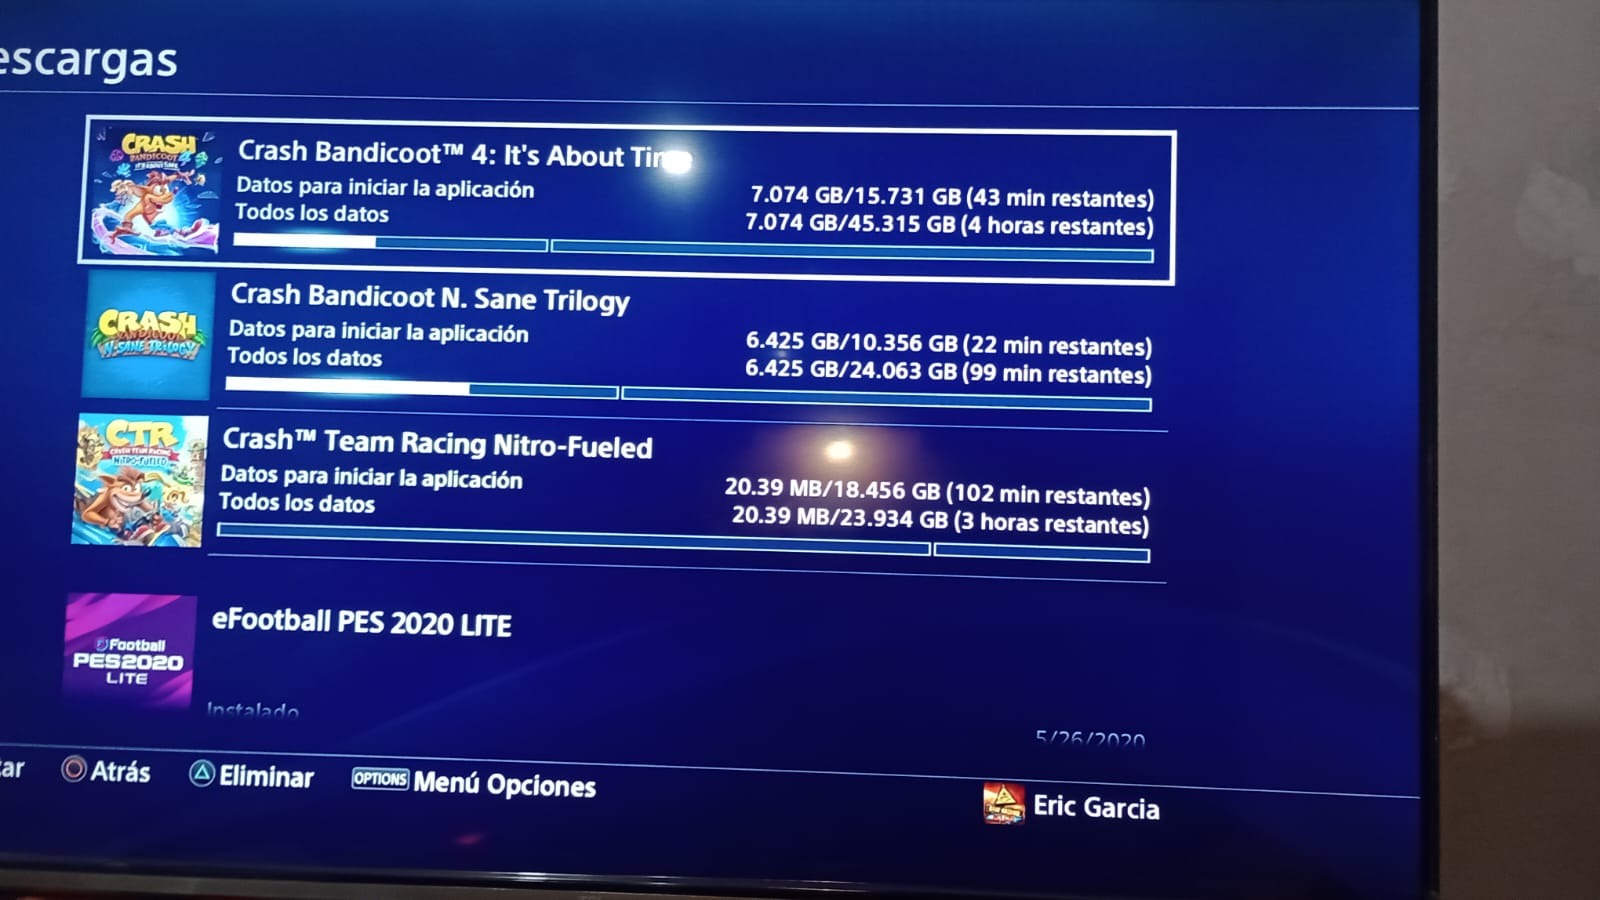 escargas
CRASH
BANDICOOT 4
IT'S ABOUT TIME
Crash Bandicoot™ 4: It's About Time
Datos para iniciar la aplicación
7.074 GB/15.731 GB (43 min restantes)
Todos los datos
7.074 GB/45.315 GB (4 horas restantes)
CRASH
BANDICOOT
N. SANE TRILOGY
Crash Bandicoot N. Sane Trilogy
Datos para iniciar la aplicación
6.425 GB/10.356 GB (22 min restantes)
Todos los datos
6.425 GB/24.063 GB (99 min restantes)
CTR
CRASH TEAM RACING
NITRO-FUELED
Crash™ Team Racing Nitro-Fueled
Datos para iniciar la aplicación
20.39 MB/18.456 GB (102 min restantes)
Todos los datos
20.39 MB/23.934 GB (3 horas restantes)
eFootball
PES2020
LITE
eFootball PES 2020 LITE
Instalado
5/26/2020
ar
Atrás
Eliminar
OPTIONS Menú Opciones
Eric Garcia